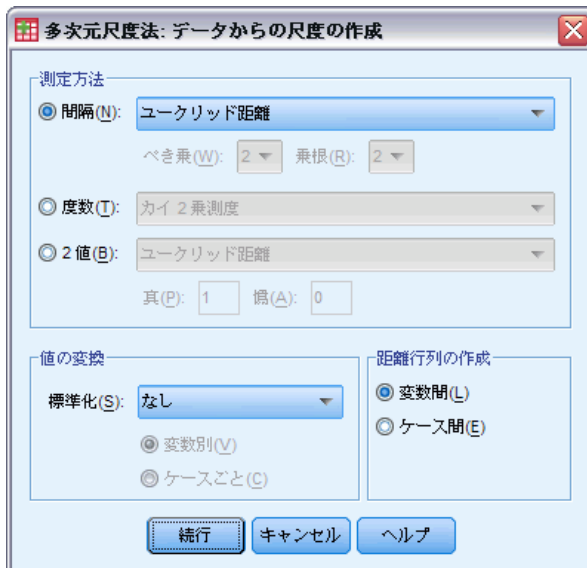 多次元尺度法: データからの尺度の作成
測定方法
間隔(N): ユークリッド距離
べき乗(W): 2 乗根(R): 2
度数(T): カイ 2 乗測度
2 値(B): ユークリッド距離
真(P): 1 偽(A): 0
値の変換
標準化(S): なし
変数別(V)
ケースごと(C)
距離行列の作成
変数間(L)
ケース間(E)
続行 キャンセル ヘルプ